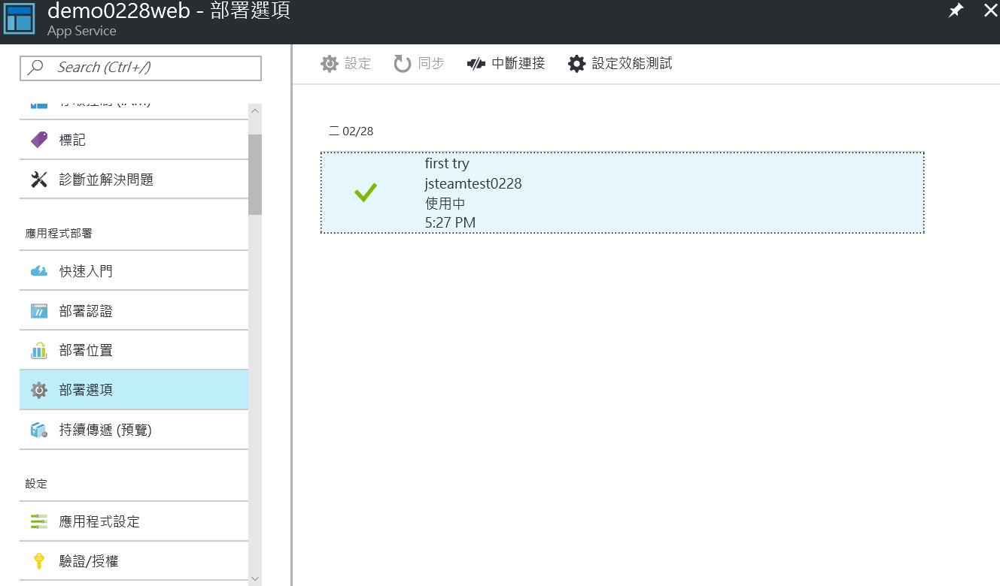 demo0228web - 部署選項
App Service
Search (Ctrl+/)
標記
診斷並解決問題
應用程式部署
快速入門
部署認證
部署位置
部署選項
持續傳遞 (預覽)
設定
應用程式設定
驗證/授權
設定 同步 中斷連接 設定效能測試
二 02/28
first try
jsteamtest0228
使用中
5:27 PM